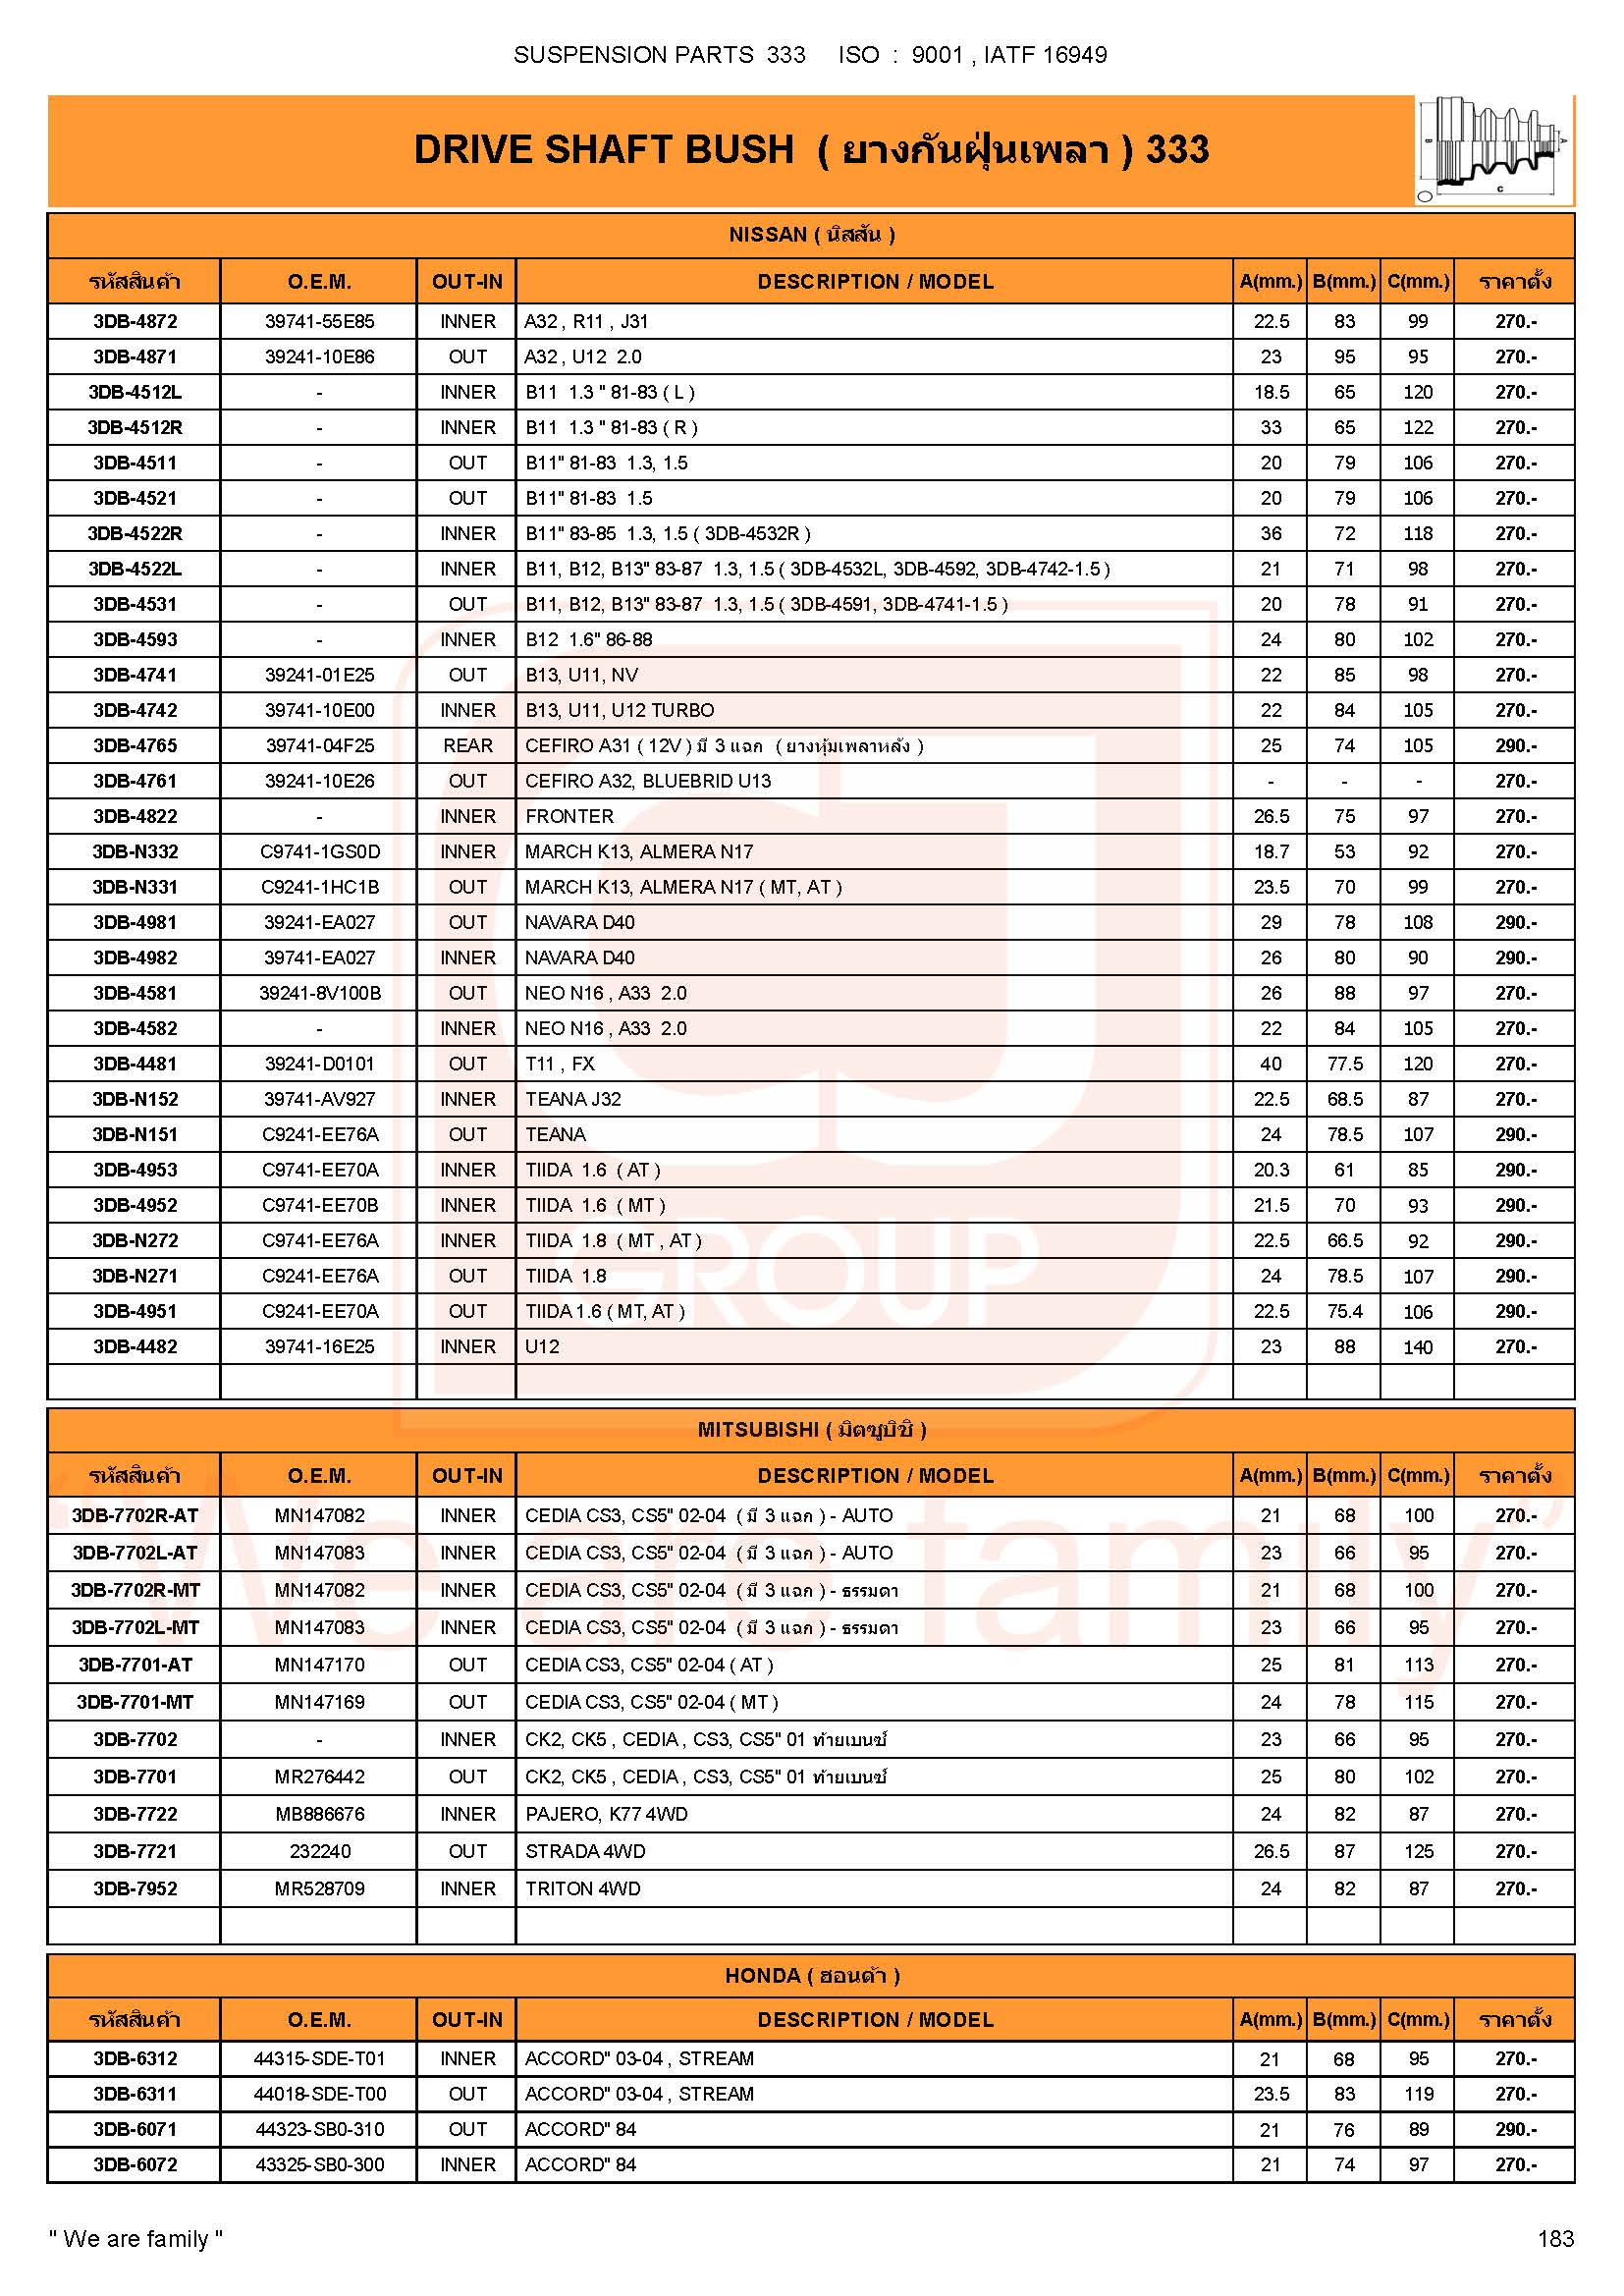 SUSPENSION PARTS 333 ISO : 9001 , IATF 16949
DRIVE SHAFT BUSH ( ยางกันฝุ่นเพลา ) 333
B A C
NISSAN ( นิสสัน )
รหัสสินค้า O.E.M. OUT-IN DESCRIPTION / MODEL A(mm.) B(mm.) C(mm.) ราคาตั้ง
3DB-4872 39741-55E85 INNER A32 , R11 , J31 22.5 83 99 270.-
3DB-4871 39241-10E86 OUT A32 , U12 2.0 23 95 95 270.-
3DB-4512L - INNER B11 1.3 " 81-83 ( L ) 18.5 65 120 270.-
3DB-4512R - INNER B11 1.3 " 81-83 ( R ) 33 65 122 270.-
3DB-4511 - OUT B11" 81-83 1.3, 1.5 20 79 106 270.-
3DB-4521 - OUT B11" 81-83 1.5 20 79 106 270.-
3DB-4522R - INNER B11" 83-85 1.3, 1.5 ( 3DB-4532R ) 36 72 118 270.-
3DB-4522L - INNER B11, B12, B13" 83-87 1.3, 1.5 ( 3DB-4532L, 3DB-4592, 3DB-4742-1.5 ) 21 71 98 270.-
3DB-4531 - OUT B11, B12, B13" 83-87 1.3, 1.5 ( 3DB-4591, 3DB-4741-1.5 ) 20 78 91 270.-
3DB-4593 - INNER B12 1.6" 86-88 24 80 102 270.-
3DB-4741 39241-01E25 OUT B13, U11, NV 22 85 98 270.-
3DB-4742 39741-10E00 INNER B13, U11, U12 TURBO 22 84 105 270.-
3DB-4765 39741-04F25 REAR CEFIRO A31 ( 12V ) มี 3 แฉก ( ยางหุ้มเพลาหลัง ) 25 74 105 290.-
3DB-4761 39241-10E26 OUT CEFIRO A32, BLUEBRID U13 - - - 270.-
3DB-4822 - INNER FRONTER 26.5 75 97 270.-
3DB-N332 C9741-1GS0D INNER MARCH K13, ALMERA N17 18.7 53 92 270.-
3DB-N331 C9241-1HC1B OUT MARCH K13, ALMERA N17 ( MT, AT ) 23.5 70 99 270.-
3DB-4981 39241-EA027 OUT NAVARA D40 29 78 108 290.-
3DB-4982 39741-EA027 INNER NAVARA D40 26 80 90 290.-
3DB-4581 39241-8V100B OUT NEO N16 , A33 2.0 26 88 97 270.-
3DB-4582 - INNER NEO N16 , A33 2.0 22 84 105 270.-
3DB-4481 39241-D0101 OUT T11 , FX 40 77.5 120 270.-
3DB-N152 39741-AV927 INNER TEANA J32 22.5 68.5 87 270.-
3DB-N151 C9241-EE76A OUT TEANA 24 78.5 107 290.-
3DB-4953 C9741-EE70A INNER TIIDA 1.6 ( AT ) 20.3 61 85 290.-
3DB-4952 C9741-EE70B INNER TIIDA 1.6 ( MT ) 21.5 70 93 290.-
3DB-N272 C9741-EE76A INNER TIIDA 1.8 ( MT , AT ) 22.5 66.5 92 290.-
3DB-N271 C9241-EE76A OUT TIIDA 1.8 24 78.5 107 290.-
3DB-4951 C9241-EE70A OUT TIIDA 1.6 ( MT, AT ) 22.5 75.4 106 290.-
3DB-4482 39741-16E25 INNER U12 23 88 140 270.-
GROUP
MITSUBISHI ( มิตซูบิชิ )
รหัสสินค้า O.E.M. OUT-IN DESCRIPTION / MODEL A(mm.) B(mm.) C(mm.) ราคาตั้ง
3DB-7702R-AT MN147082 INNER CEDIA CS3, CS5" 02-04 ( มี 3 แฉก ) - AUTO 21 68 100 270.-
3DB-7702L-AT MN147083 INNER CEDIA CS3, CS5" 02-04 ( มี 3 แฉก ) - AUTO 23 66 95 270.-
3DB-7702R-MT MN147082 INNER CEDIA CS3, CS5" 02-04 ( มี 3 แฉก ) - ธรรมดา 21 68 100 270.-
3DB-7702L-MT MN147083 INNER CEDIA CS3, CS5" 02-04 ( มี 3 แฉก ) - ธรรมดา 23 66 95 270.-
3DB-7701-AT MN147170 OUT CEDIA CS3, CS5" 02-04 ( AT ) 25 81 113 270.-
3DB-7701-MT MN147169 OUT CEDIA CS3, CS5" 02-04 ( MT ) 24 78 115 270.-
3DB-7702 - INNER CK2, CK5 , CEDIA , CS3, CS5" 01 ท้ายเบนซ์ 23 66 95 270.-
3DB-7701 MR276442 OUT CK2, CK5 , CEDIA , CS3, CS5" 01 ท้ายเบนซ์ 25 80 102 270.-
3DB-7722 MB886676 INNER PAJERO, K77 4WD 24 82 87 270.-
3DB-7721 232240 OUT STRADA 4WD 26.5 87 125 270.-
3DB-7952 MR528709 INNER TRITON 4WD 24 82 87 270.-
"We are family"
HONDA ( ฮอนด้า )
รหัสสินค้า O.E.M. OUT-IN DESCRIPTION / MODEL A(mm.) B(mm.) C(mm.) ราคาตั้ง
3DB-6312 44315-SDE-T01 INNER ACCORD" 03-04 , STREAM 21 68 95 270.-
3DB-6311 44018-SDE-T00 OUT ACCORD" 03-04 , STREAM 23.5 83 119 270.-
3DB-6071 44323-SB0-310 OUT ACCORD" 84 21 76 89 290.-
3DB-6072 43325-SB0-300 INNER ACCORD" 84 21 74 97 270.-
" We are family " 183